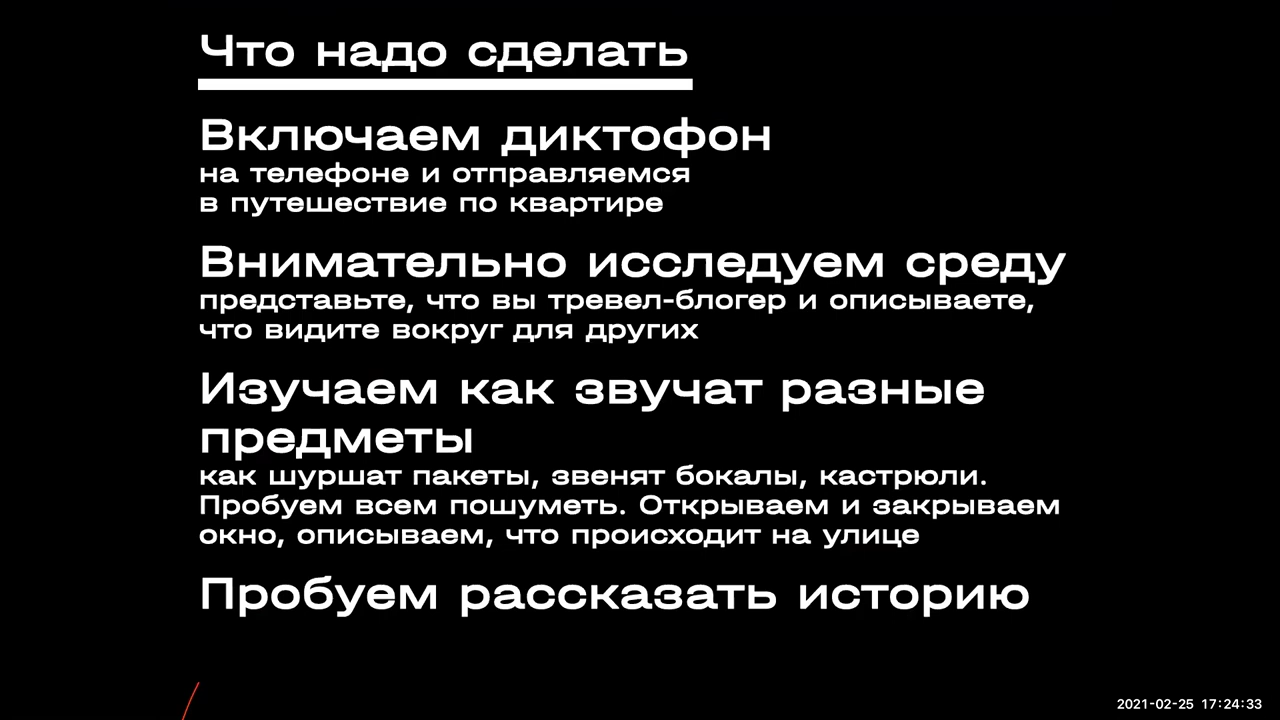 Что надо сделать
Включаем диктофон
на телефоне и отправляемся
в путешествие по квартире
Внимательно исследуем среду
представьте, что вы тревел-блогер и описываете,
что видите вокруг для других
Изучаем как звучат разные
предметы
как шуршат пакеты, звенят бокалы, кастрюли.
Пробуем всем пошуметь. Открываем и закрываем
окно, описываем, что происходит на улице
Пробуем рассказать историю
2021-02-25 17:24:33